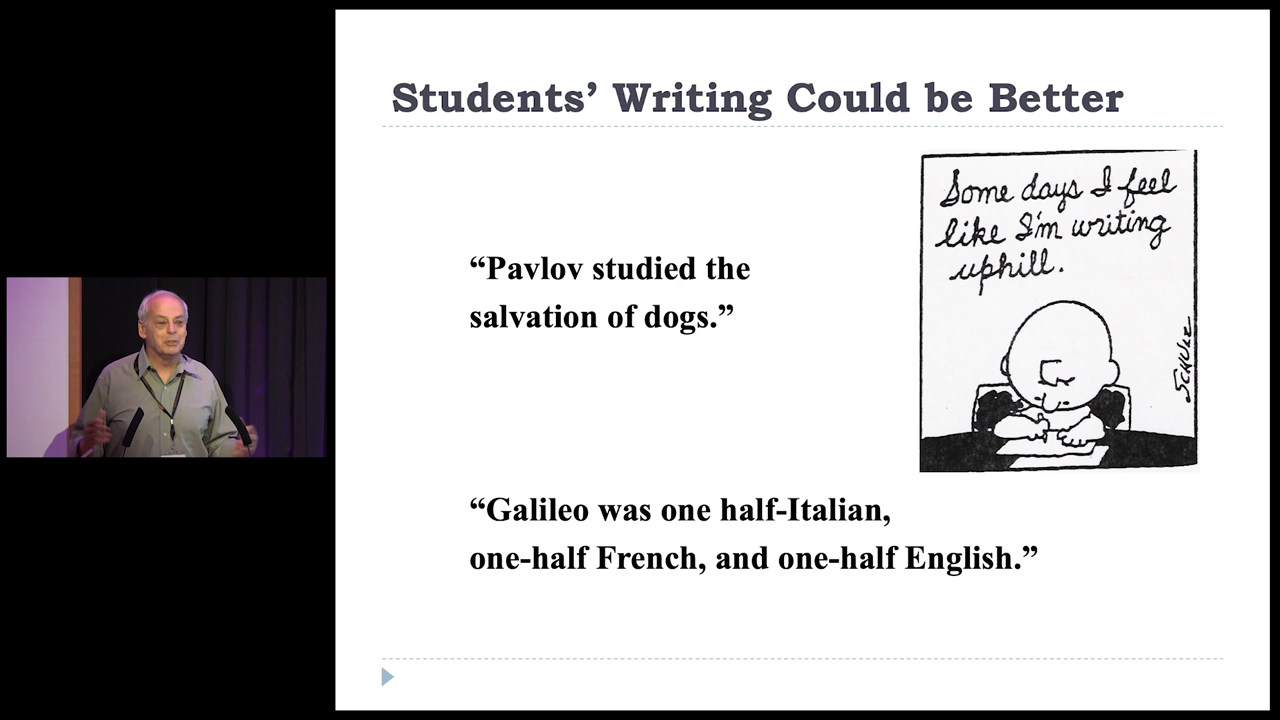 Students’ Writing Could be Better
“Pavlov studied the
salvation of dogs.”
Some days I feel
like I'm writing
uphill.
SCHULZ
“Galileo was one half-Italian,
one-half French, and one-half English.”